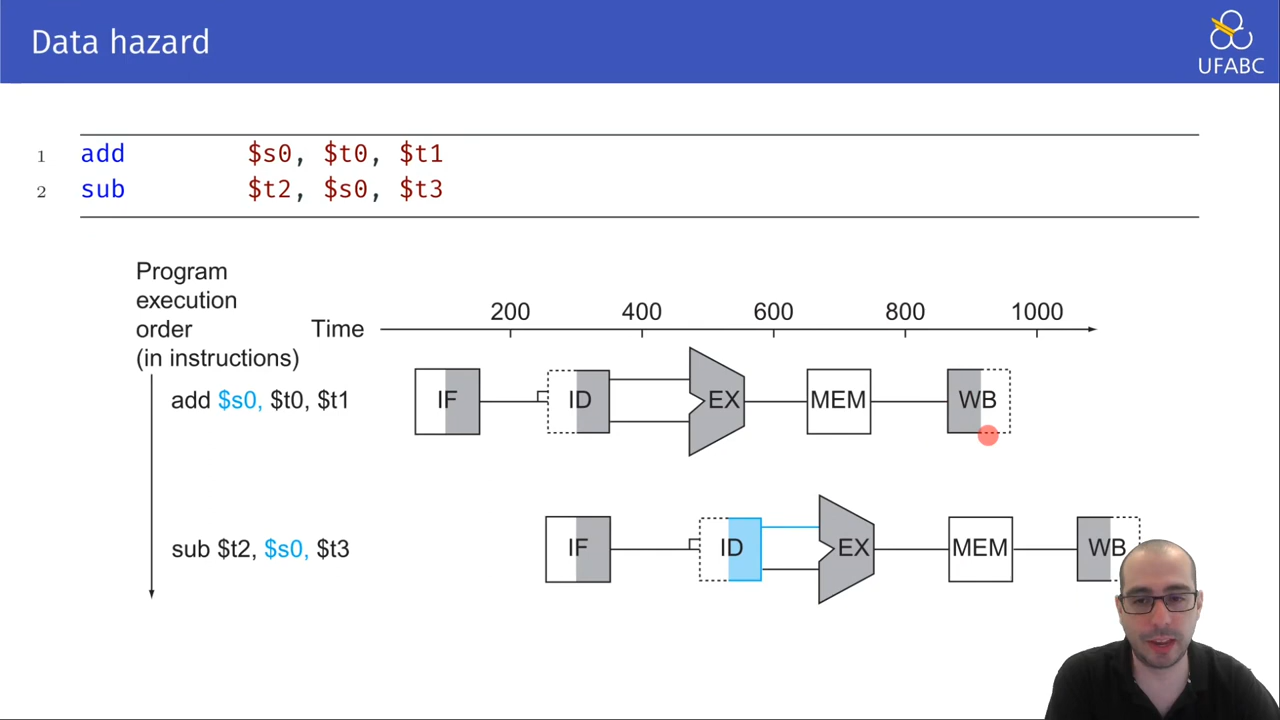 Data hazard
UFABC
1 add $s0, $t0, $t1
2 sub $t2, $s0, $t3
Program
execution
order
(in instructions)
Time
200 400 600 800 1000
add $s0, $t0, $t1
IF ID EX MEM WB
sub $t2, $s0, $t3
IF ID EX MEM WB